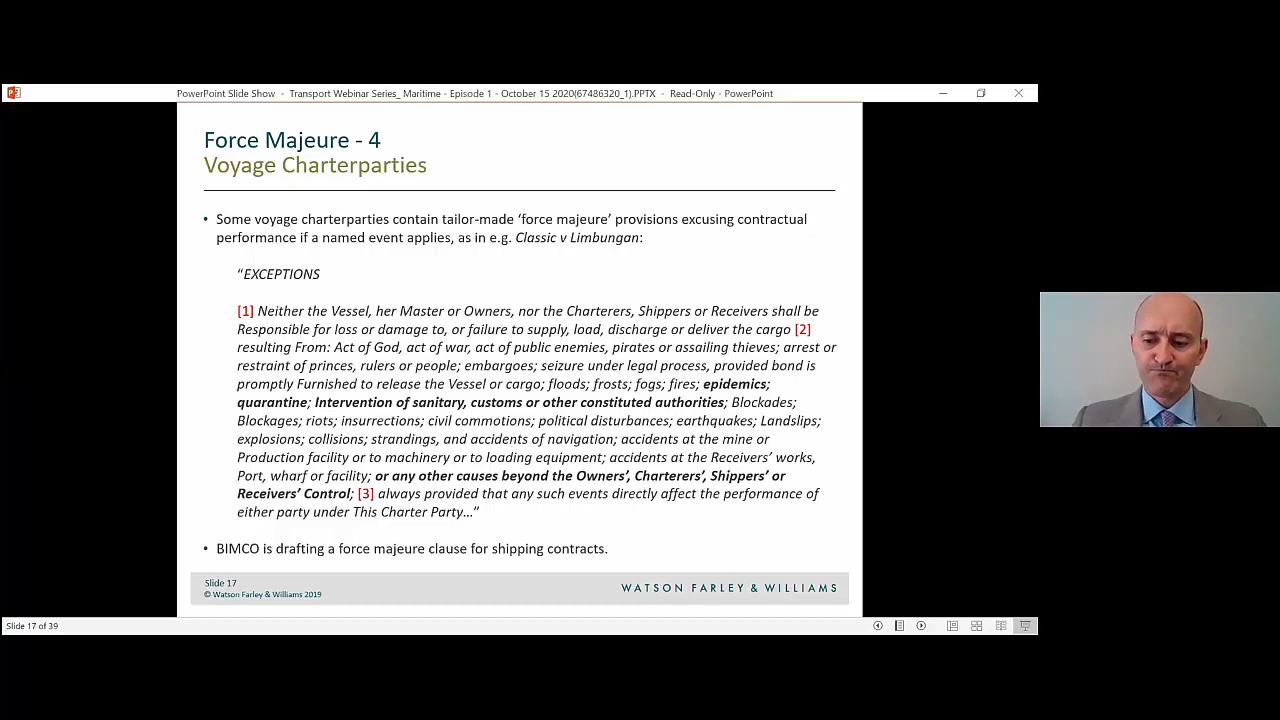 PowerPoint Slide Show - Transport Webinar Series_ Maritime - Episode 1 - October 15 2020(67486320_1).PPTX - Read-Only - PowerPoint
Force Majeure - 4
Voyage Charterparties
• Some voyage charterparties contain tailor-made ‘force majeure’ provisions excusing contractual
performance if a named event applies, as in e.g. Classic v Limbungan:
“EXCEPTIONS
[1] Neither the Vessel, her Master or Owners, nor the Charterers, Shippers or Receivers shall be
Responsible for loss or damage to, or failure to supply, load, discharge or deliver the cargo [2]
resulting From: Act of God, act of war, act of public enemies, pirates or assailing thieves; arrest or
restraint of princes, rulers or people; embargoes; seizure under legal process, provided bond is
promptly Furnished to release the Vessel or cargo; floods; frosts; fogs; fires; epidemics;
quarantine; Intervention of sanitary, customs or other constituted authorities; Blockades;
Blockages; riots; insurrections; civil commotions; political disturbances; earthquakes; Landslips;
explosions; collisions; strandings, and accidents of navigation; accidents at the mine or
Production facility or to machinery or to loading equipment; accidents at the Receivers’ works,
Port, wharf or facility; or any other causes beyond the Owners’, Charterers’, Shippers’ or
Receivers’ Control; [3] always provided that any such events directly affect the performance of
either party under This Charter Party…”
• BIMCO is drafting a force majeure clause for shipping contracts.
Slide 17
© Watson Farley & Williams 2019
WATSON FARLEY & WILLIAMS
Slide 17 of 39